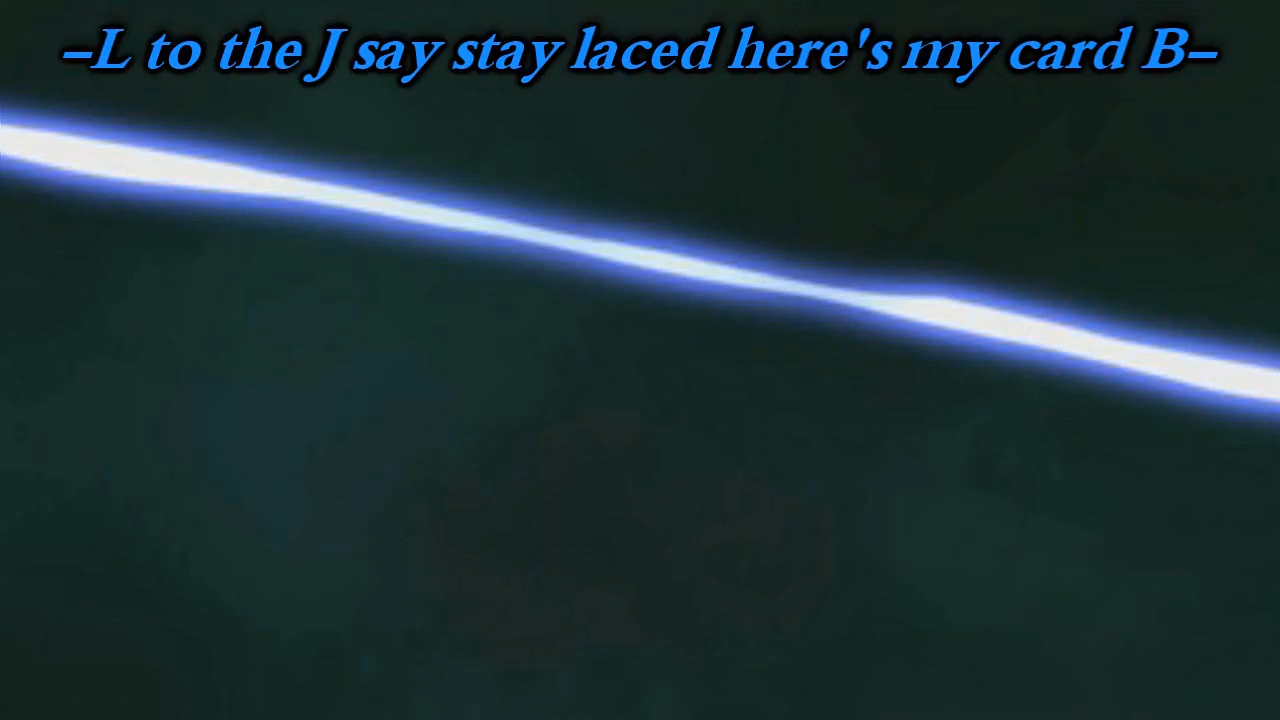 –L to the J say stay laced here's my card B–